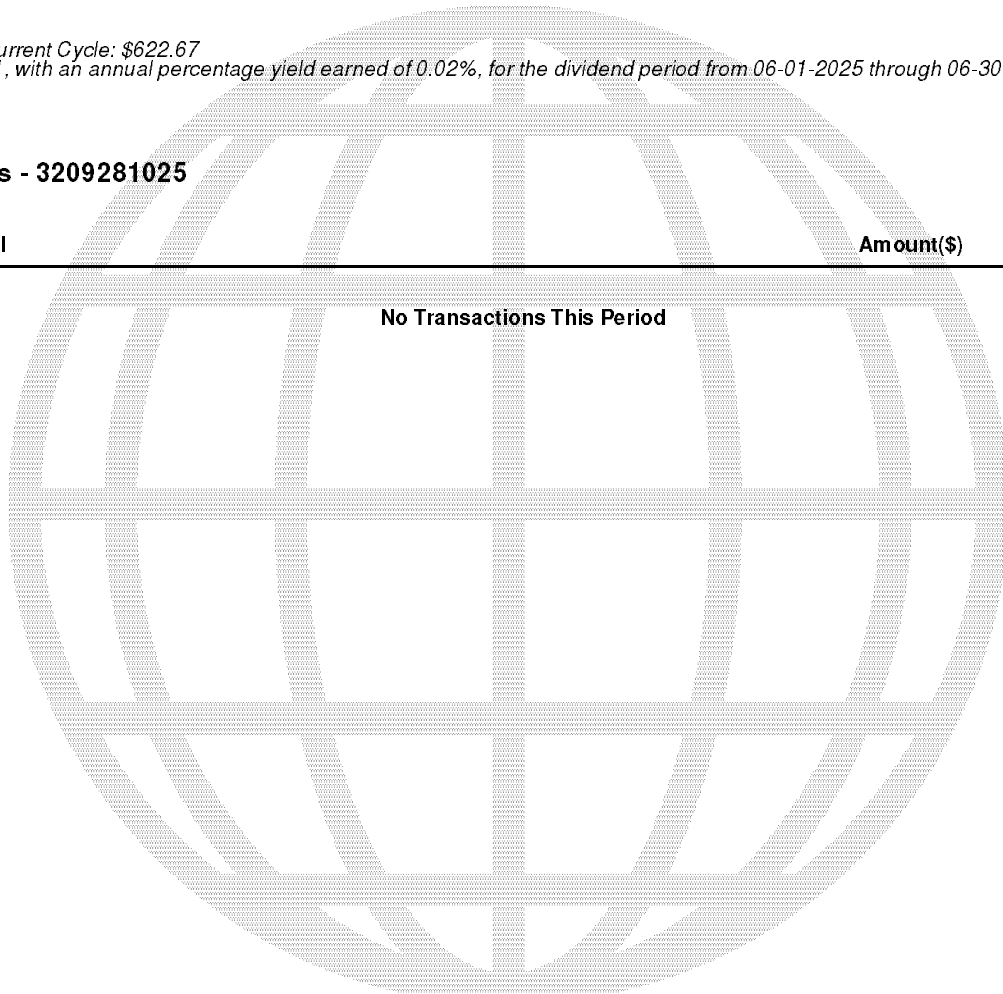 urrent Cycle: $622.67
, with an annual percentage yield earned of 0.02%, for the dividend period from 06-01-2025 through 06-30
s - 3209281025
l Amount($)
No Transactions This Period